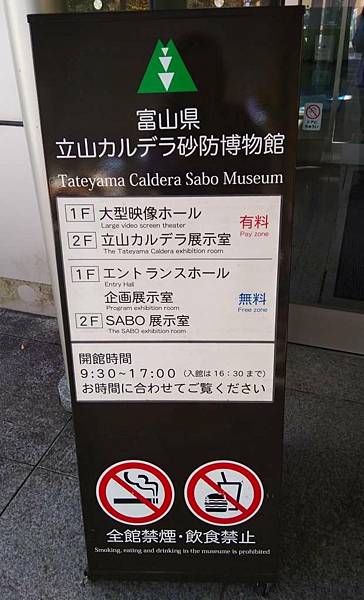 富山県
立山カルデラ砂防博物館
Tateyama Caldera Sabo Museum
1F 大型映像ホール
Large video screen theater
有料
Pay zone
2F 立山カルデラ展示室
The Tateyama Caldera exhibition room
1F エントランスホール
Entry Hall
企画展示室
Program exhibition room
無料
Free zone
2F SABO 展示室
The SABO exhibition room
開館時間
9:30~17:00 (入館は 16:30 まで)
お時間に合わせてご覧ください
全館禁煙・飲食禁止
Smoking, eating and drinking in the museume is prohibited